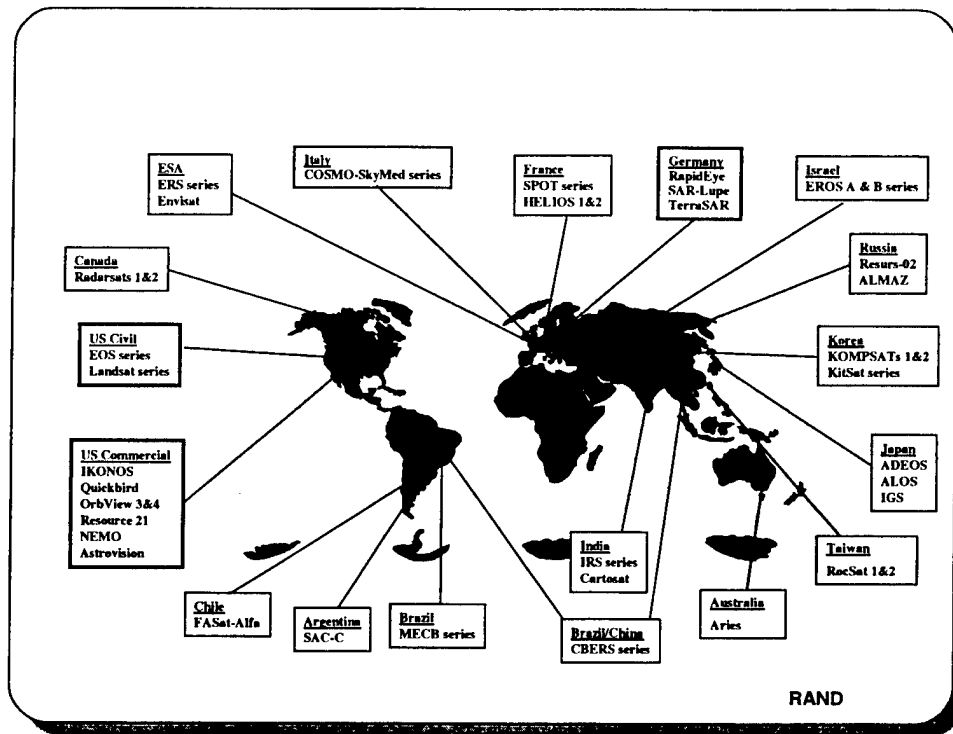 ESA
ERS series
Envisat
Italy
COSMO-SkyMed series
France
SPOT series
HELIOS 1&2
Germany
RapidEye
SAR-Lupe
TerraSAR
Israel
EROS A & B series
Canada
Radarsats 1&2
Russia
Resurs-02
ALMAZ
US Civil
EOS series
Landsat series
Korea
KOMPSATs 1&2
KitSat series
US Commercial
IKONOS
Quickbird
OrbView 3&4
Resource 21
NEMO
Astrovision
Japan
ADEOS
ALOS
IGS
India
IRS series
Cartosat
Taiwan
RocSat 1&2
Chile
FASat-Alfa
Argentina
SAC-C
Brazil
MECB series
Brazil/China
CBERS series
Australia
Aries
RAND